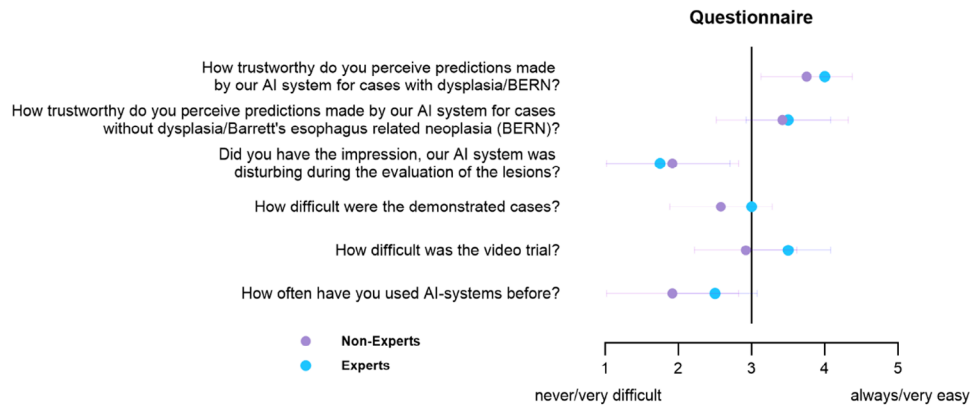 Questionnaire
How trustworthy do you perceive predictions made
by our AI system for cases with dysplasia/BERN?
How trustworthy do you perceive predictions made by our AI system for cases
without dysplasia/Barrett's esophagus related neoplasia (BERN)?
Did you have the impression, our AI system was
disturbing during the evaluation of the lesions?
How difficult were the demonstrated cases?
How difficult was the video trial?
How often have you used AI-systems before?
Non-Experts
Experts
1 2 3 4 5
never/very difficult always/very easy